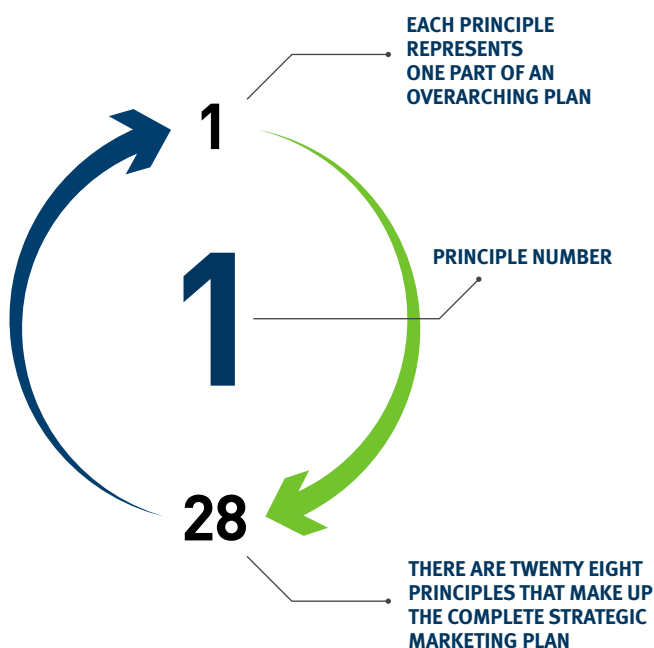 EACH PRINCIPLE
REPRESENTS
ONE PART OF AN
OVERARCHING PLAN
1
PRINCIPLE NUMBER
1
28
THERE ARE TWENTY EIGHT
PRINCIPLES THAT MAKE UP
THE COMPLETE STRATEGIC
MARKETING PLAN